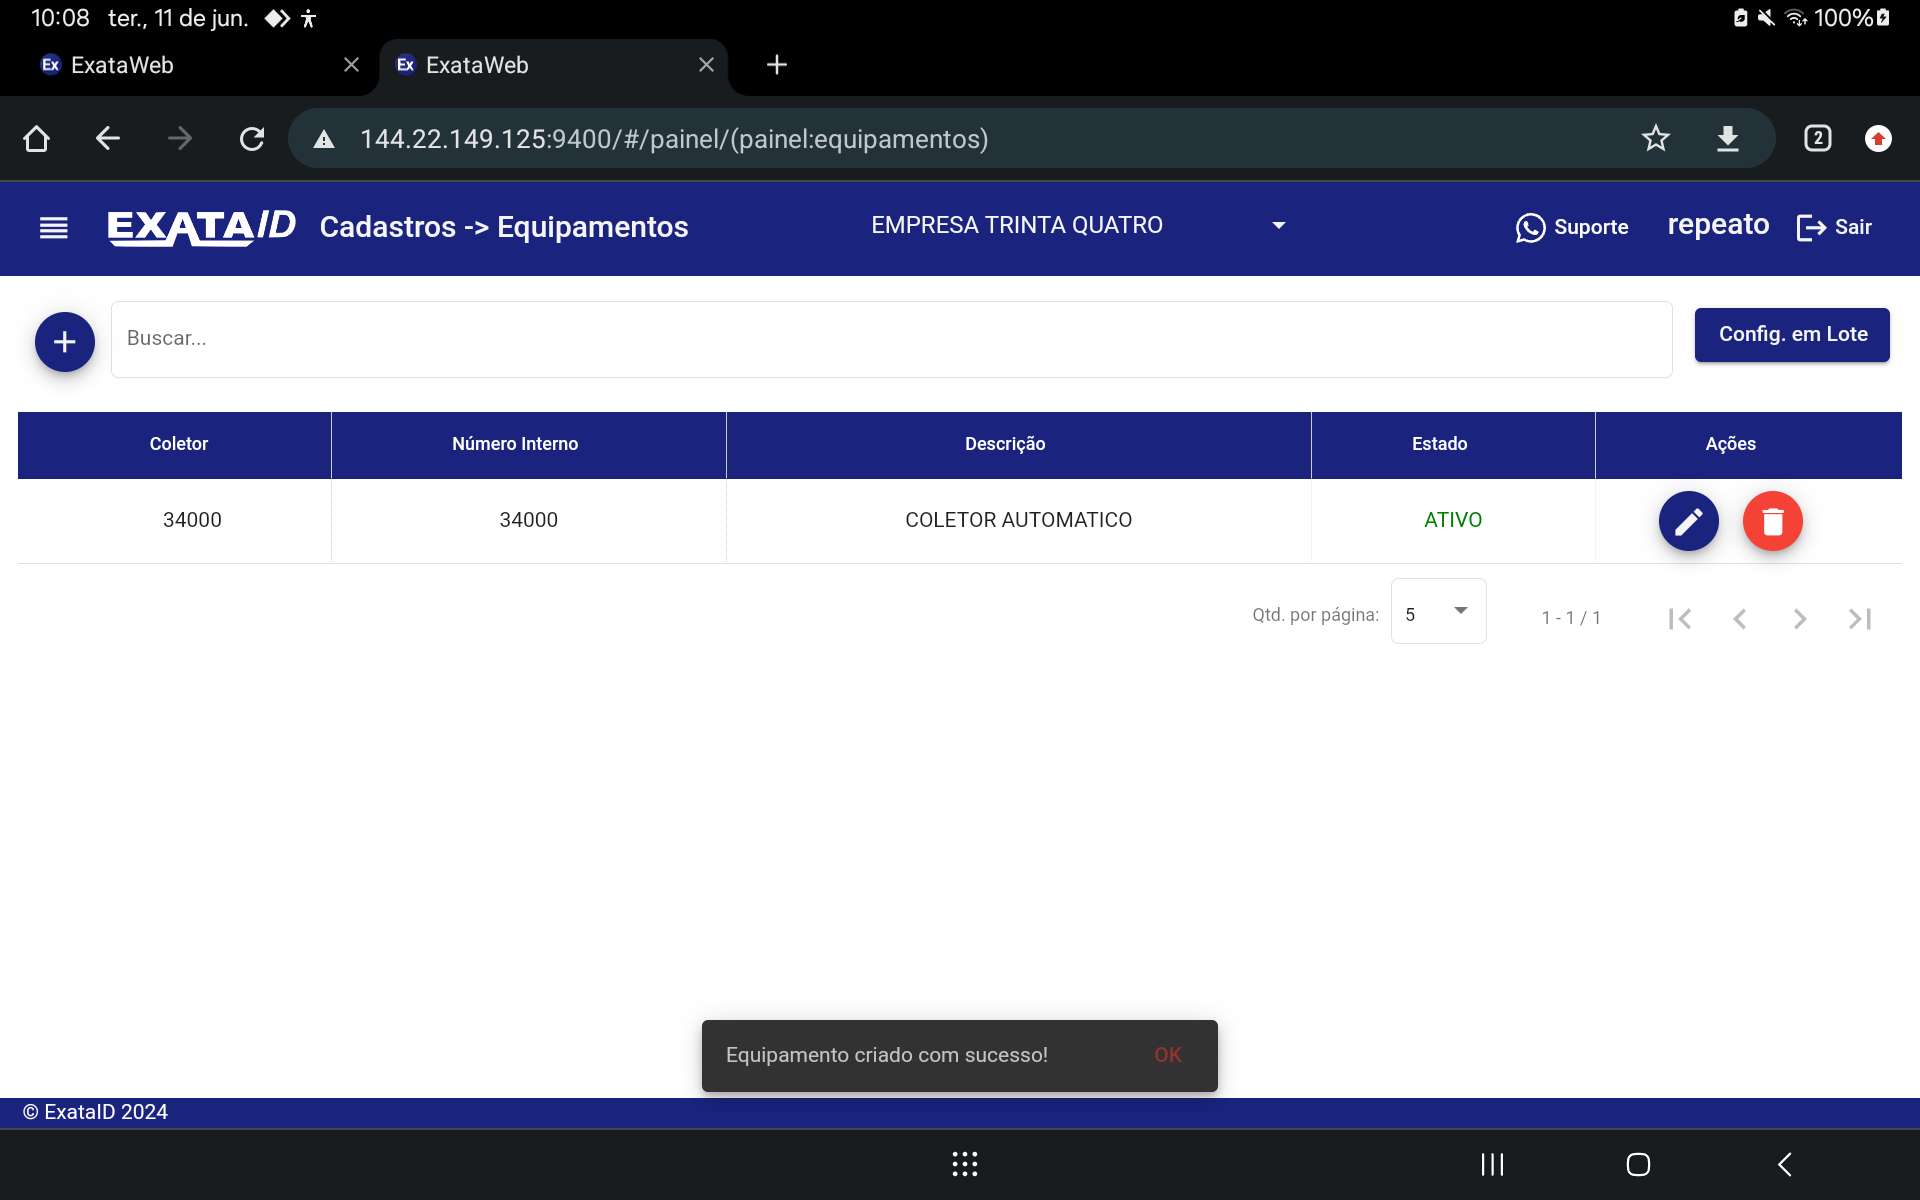 10:08 ter., 11 de jun. 100%
Ex ExataWeb Ex ExataWeb
144.22.149.125:9400/#/painel/(painel:equipamentos) 2
EXATAID Cadastros -> Equipamentos EMPRESA TRINTA QUATRO Suporte repeato Sair
Buscar... Config. em Lote
Coletor Número Interno Descrição Estado Ações
34000 34000 COLETOR AUTOMATICO ATIVO
Qtd. por página: 5 1 - 1 / 1
Equipamento criado com sucesso! OK
© ExataID 2024